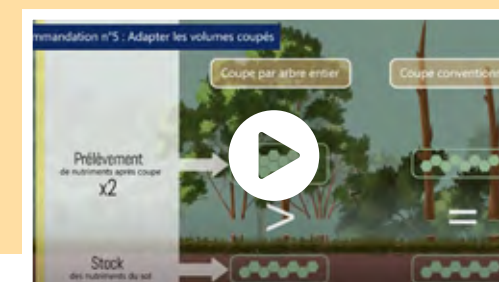 mmandation n°5 : Adapter les volumes coupés
Coupe par arbre entier
Coupe conventionn
Prélèvement
de nutriments après coupe
x2
>
=
Stock
des nutriments du sol